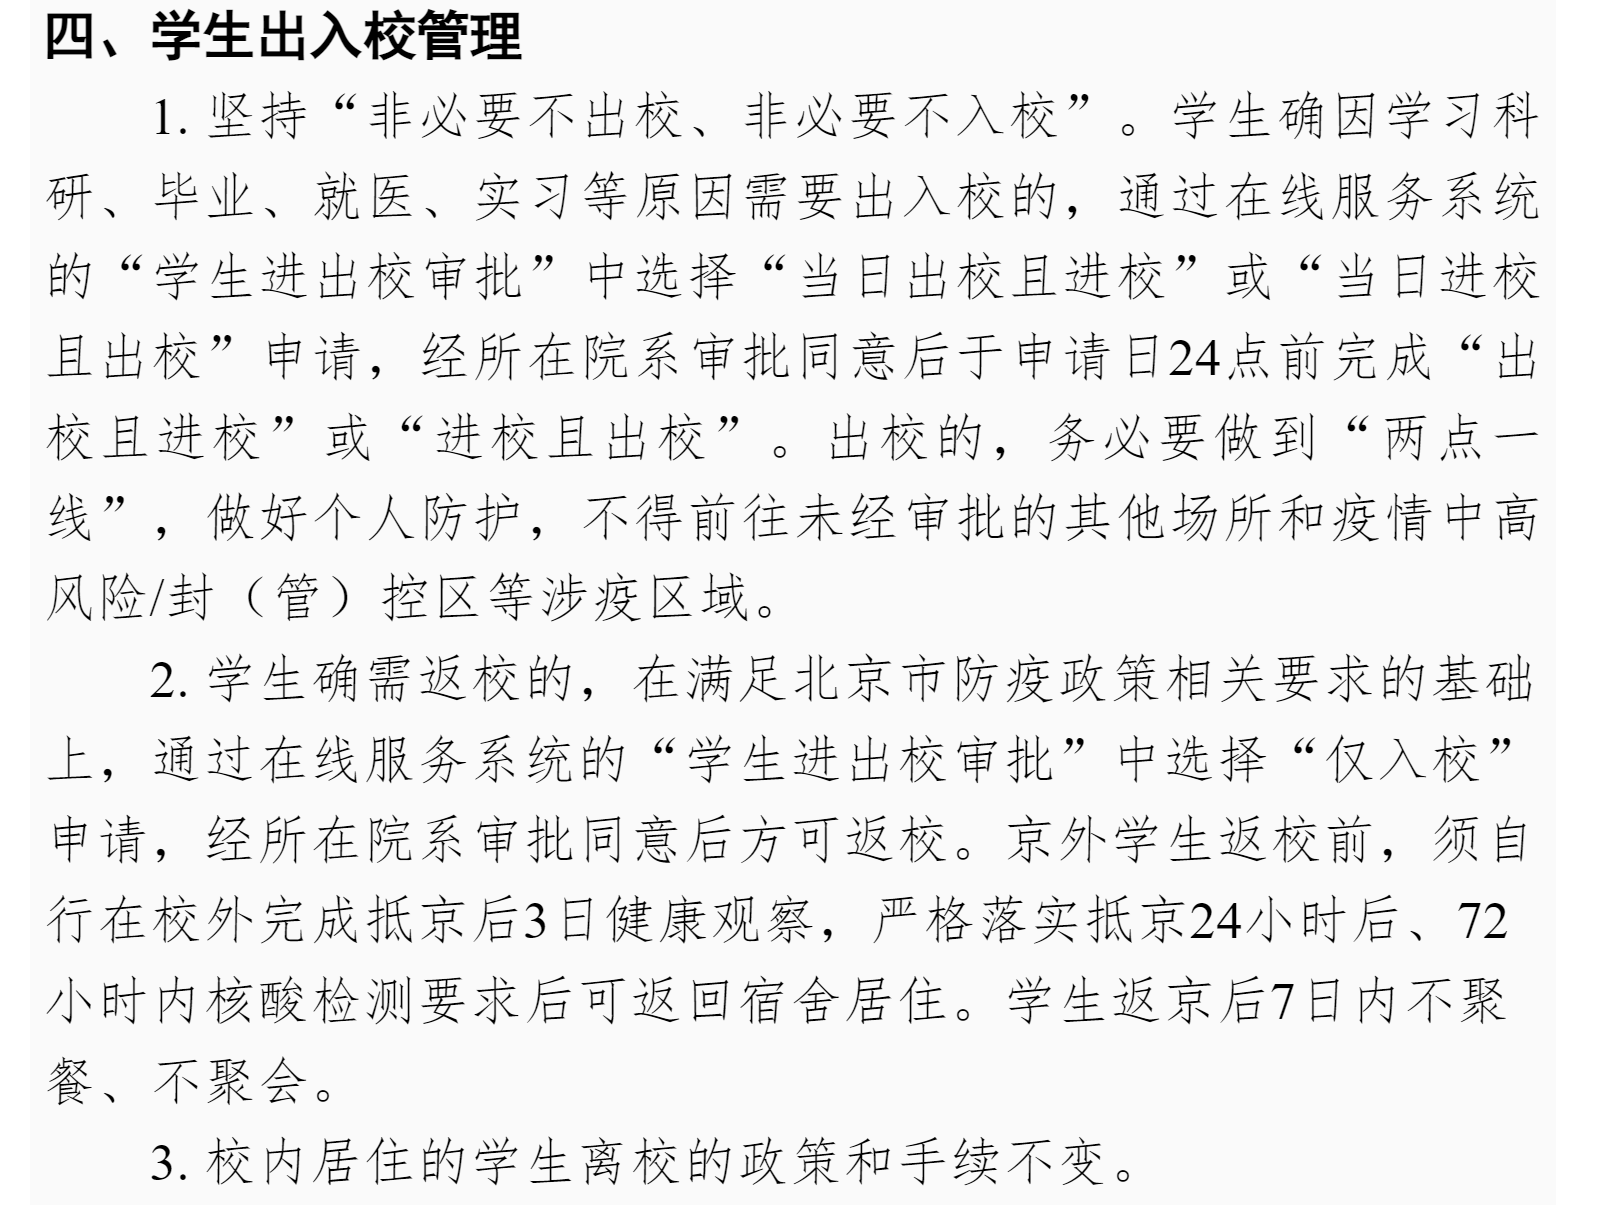 四、学生出入校管理
1. 坚持“非必要不出校、非必要不入校”。学生确因学习科
研、毕业、就医、实习等原因需要出入校的，通过在线服务系统
的“学生进出校审批”中选择“当日出校且进校”或“当日进校
且出校”申请，经所在院系审批同意后于申请日24点前完成“出
校且进校”或“进校且出校”。出校的，务必要做到“两点一
线”，做好个人防护，不得前往未经审批的其他场所和疫情中高
风险/封（管）控区等涉疫区域。
2. 学生确需返校的，在满足北京市防疫政策相关要求的基础
上，通过在线服务系统的“学生进出校审批”中选择“仅入校”
申请，经所在院系审批同意后方可返校。京外学生返校前，须自
行在校外完成抵京后3日健康观察，严格落实抵京24小时后、72
小时内核酸检测要求后可返回宿舍居住。学生返京后7日内不聚
餐、不聚会。
3. 校内居住的学生离校的政策和手续不变。